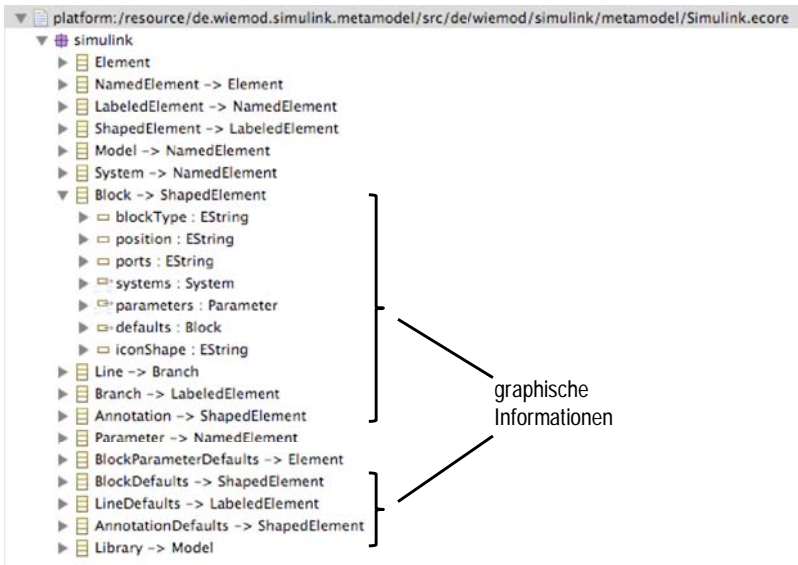 platform:/resource/de.wiemod.simulink.metamodel/src/de/wiemod/simulink/metamodel/Simulink.ecore
simulink
Element
NamedElement -> Element
LabeledElement -> NamedElement
ShapedElement -> LabeledElement
Model -> NamedElement
System -> NamedElement
Block -> ShapedElement
blockType : EString
position : EString
ports : EString
systems : System
parameters : Parameter
defaults : Block
iconShape : EString
Line -> Branch
Branch -> LabeledElement
Annotation -> ShapedElement
Parameter -> NamedElement
BlockParameterDefaults -> Element
BlockDefaults -> ShapedElement
LineDefaults -> LabeledElement
AnnotationDefaults -> ShapedElement
Library -> Model
graphische
Informationen